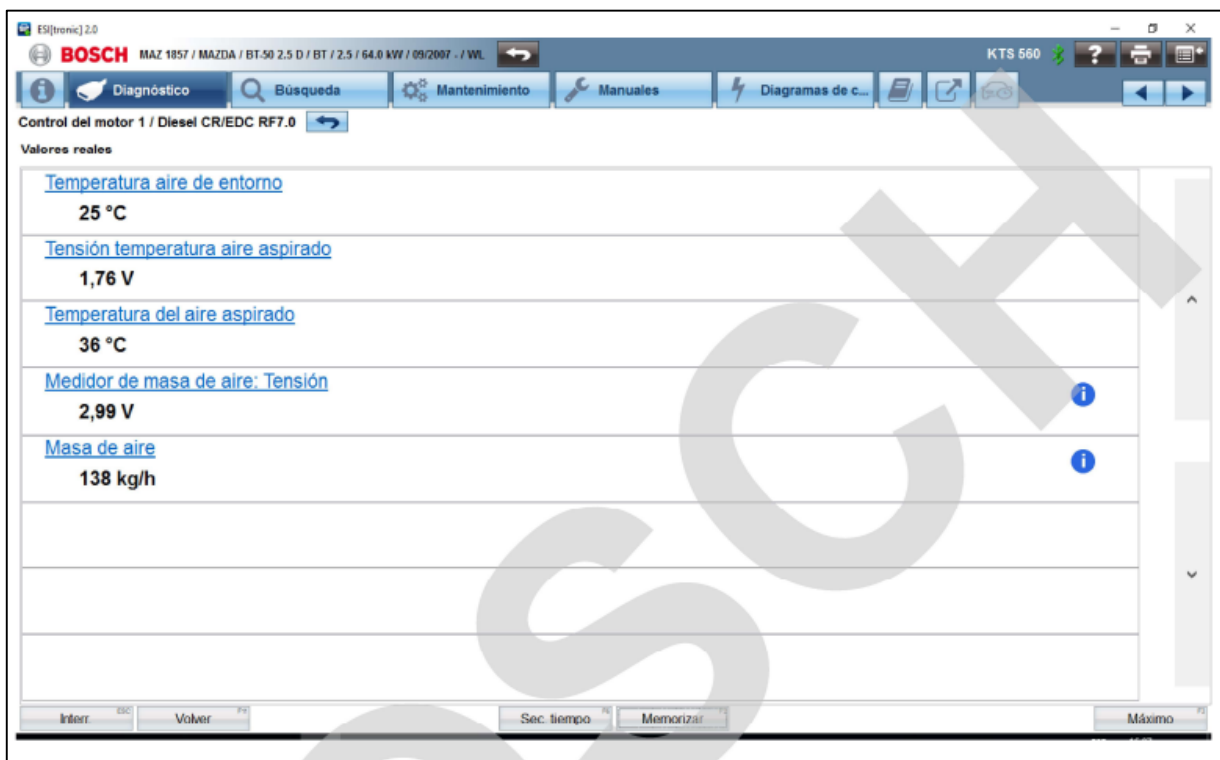 ESI[tronic] 2.0
BOSCH MAZ 1857 / MAZDA / BT-50 2.5 D / BT / 2.5 / 64.0 kW / 09/2007 - / WL KTS 560 ?
Diagnóstico Búsqueda Mantenimiento Manuales Diagramas de c...
Control del motor 1 / Diesel CR/EDC RF7.0
Valores reales
Temperatura aire de entorno
25 °C
Tensión temperatura aire aspirado
1,76 V
Temperatura del aire aspirado
36 °C
Medidor de masa de aire: Tensión
2,99 V
Masa de aire
138 kg/h
Interr. ESC Volver Sec. tiempo Memorizar Máximo
BOSCH